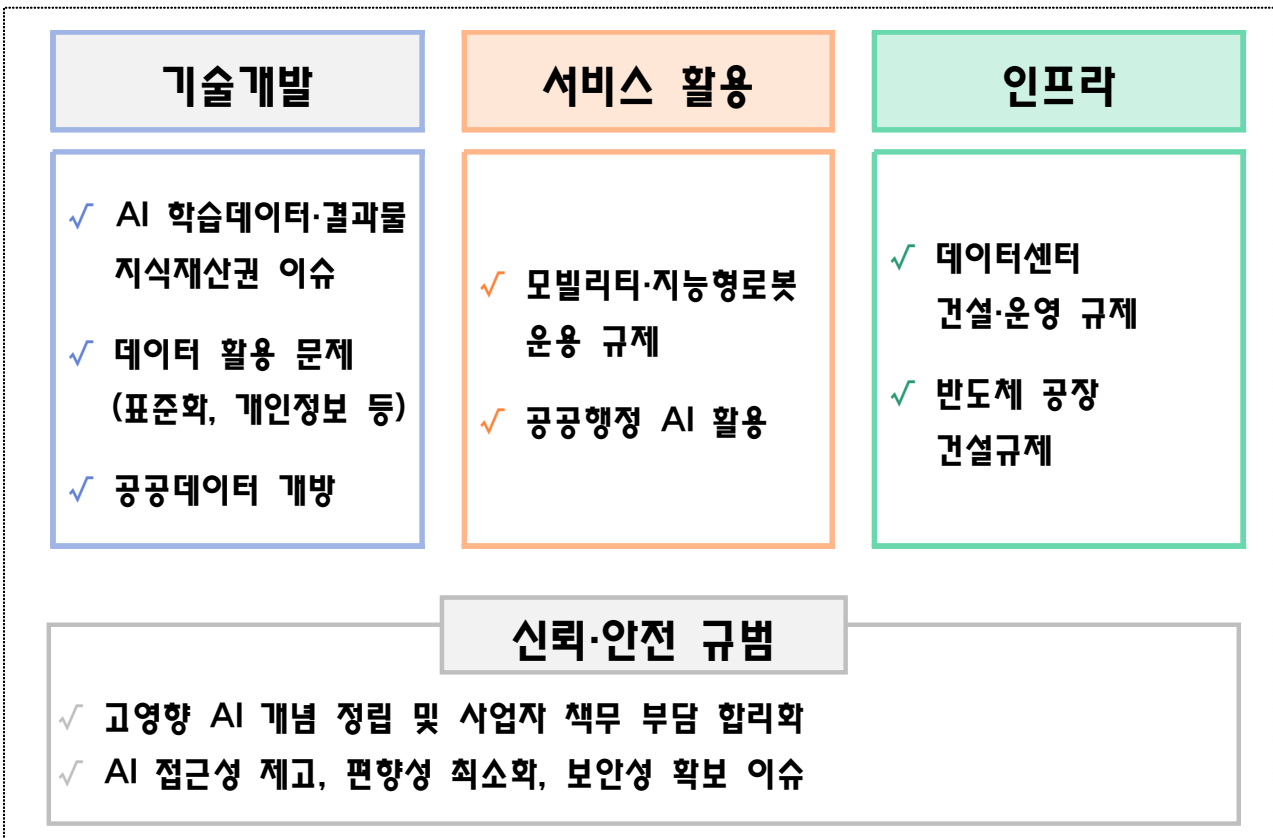 기술개발
√ AI 학습데이터·결과물
지식재산권 이슈
√ 데이터 활용 문제
(표준화, 개인정보 등)
√ 공공데이터 개방
서비스 활용
√ 모빌리티·지능형로봇
운용 규제
√ 공공행정 AI 활용
인프라
√ 데이터센터
건설·운영 규제
√ 반도체 공장
건설규제
신뢰·안전 규범
√ 고영향 AI 개념 정립 및 사업자 책무 부담 합리화
√ AI 접근성 제고, 편향성 최소화, 보안성 확보 이슈